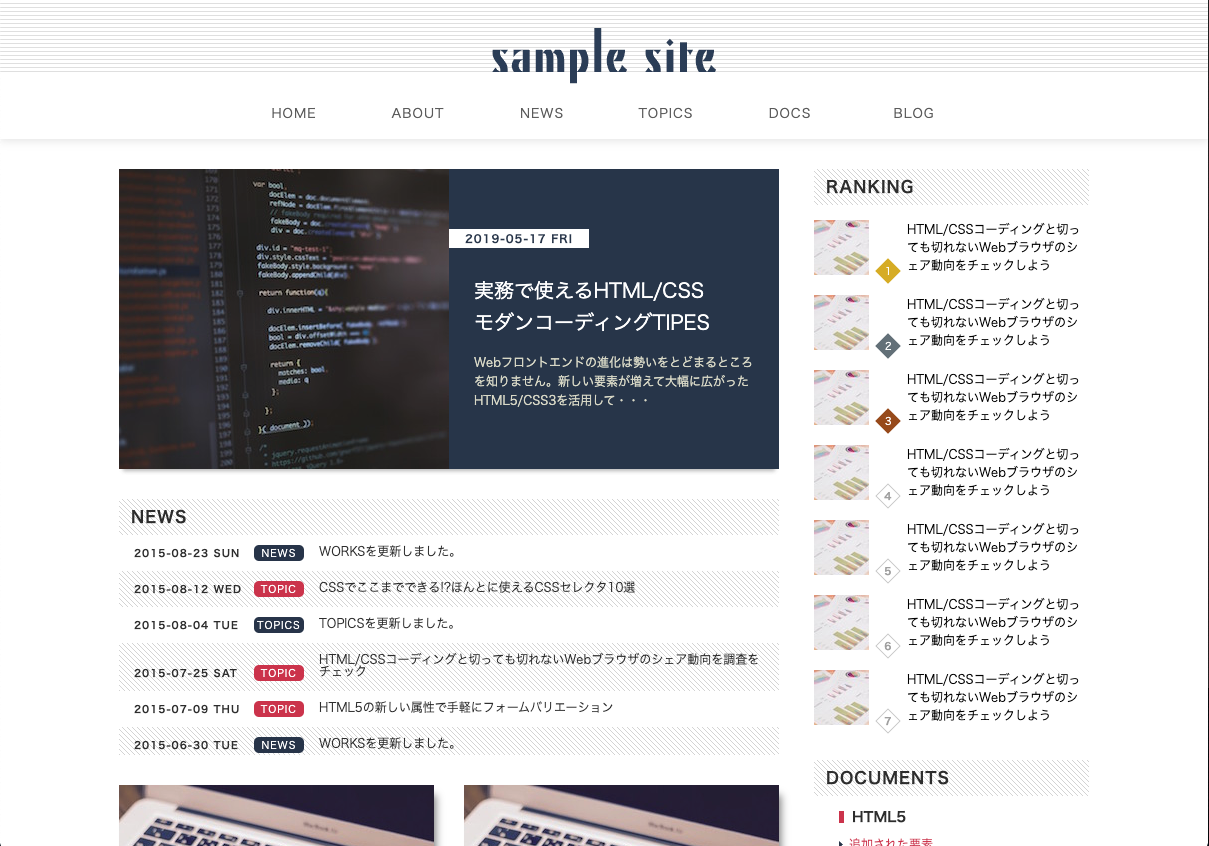 sample site
HOME ABOUT NEWS TOPICS DOCS BLOG
2019-05-17 FRI
実務で使えるHTML/CSS
モダンコーディングTIPES
Webフロントエンドの進化は勢いをとどまるところ
を知りません。新しい要素が増えて大幅に広がった
HTML5/CSS3を活用して・・・
NEWS
2015-08-23 SUN NEWS WORKSを更新しました。
2015-08-12 WED TOPIC CSSでここまでできる!?ほんとに使えるCSSセレクタ10選
2015-08-04 TUE TOPICS TOPICSを更新しました。
2015-07-25 SAT TOPIC HTML/CSSコーディングと切っても切れないWebブラウザのシェア動向を調査を
チェック
2015-07-09 THU TOPIC HTML5の新しい属性で手軽にフォームバリエーション
2015-06-30 TUE NEWS WORKSを更新しました。
RANKING
HTML/CSSコーディングと切っ
ても切れないWebブラウザのシ
1 ェア動向をチェックしよう
HTML/CSSコーディングと切っ
ても切れないWebブラウザのシ
2 ェア動向をチェックしよう
HTML/CSSコーディングと切っ
ても切れないWebブラウザのシ
3 ェア動向をチェックしよう
HTML/CSSコーディングと切っ
ても切れないWebブラウザのシ
4 ェア動向をチェックしよう
HTML/CSSコーディングと切っ
ても切れないWebブラウザのシ
5 ェア動向をチェックしよう
HTML/CSSコーディングと切っ
ても切れないWebブラウザのシ
6 ェア動向をチェックしよう
HTML/CSSコーディングと切っ
ても切れないWebブラウザのシ
7 ェア動向をチェックしよう
DOCUMENTS
HTML5
追加された要素